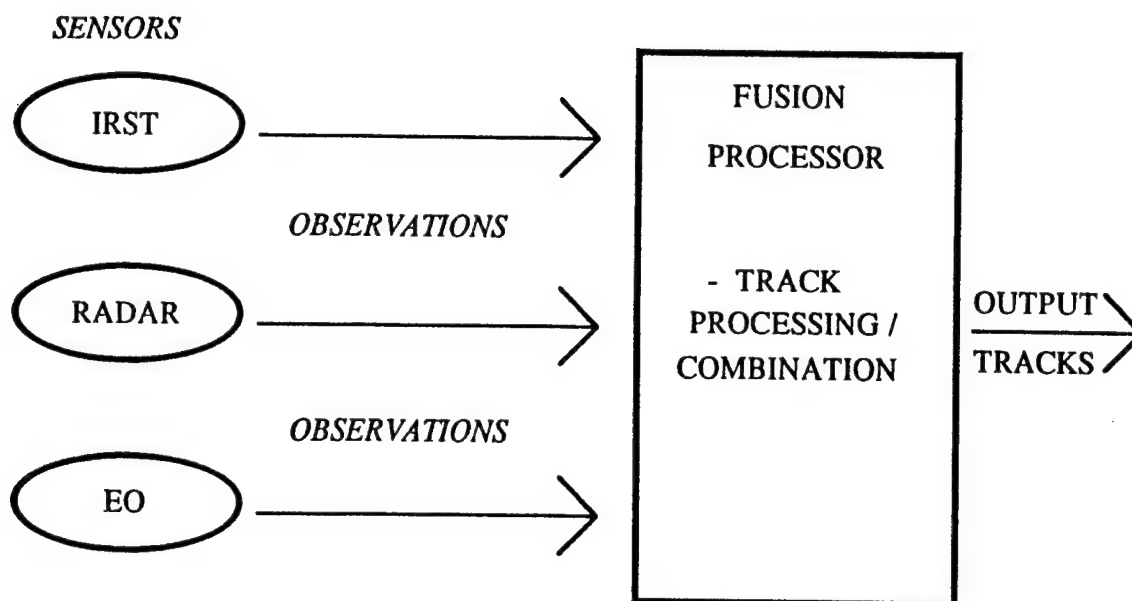 SENSORS
IRST
OBSERVATIONS
RADAR
OBSERVATIONS
EO
FUSION
PROCESSOR
- TRACK
PROCESSING /
COMBINATION
OUTPUT
TRACKS